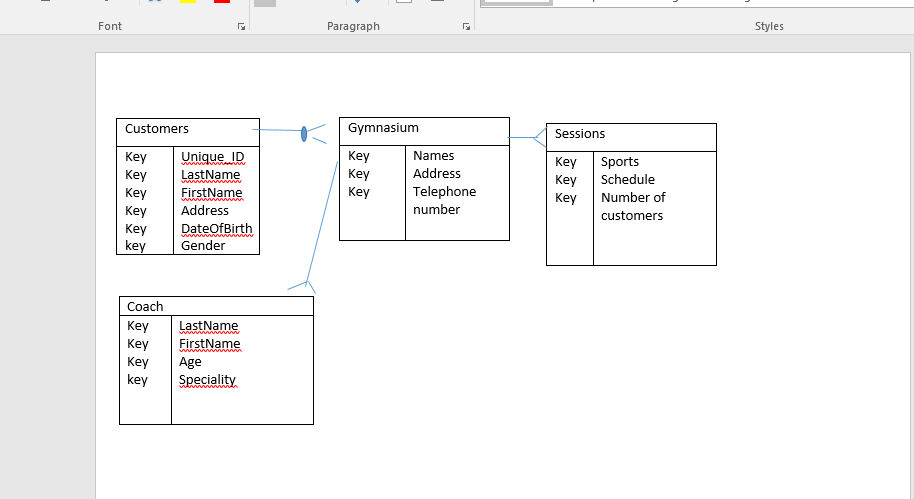 Font
Paragraph
Styles
Customers
Key Unique_ID
Key LastName
Key FirstName
Key Address
Key DateOfBirth
key Gender
Gymnasium
Key Names
Key Address
Key Telephone
number
Sessions
Key Sports
Key Schedule
Key Number of
customers
Coach
Key LastName
Key FirstName
Key Age
key Speciality